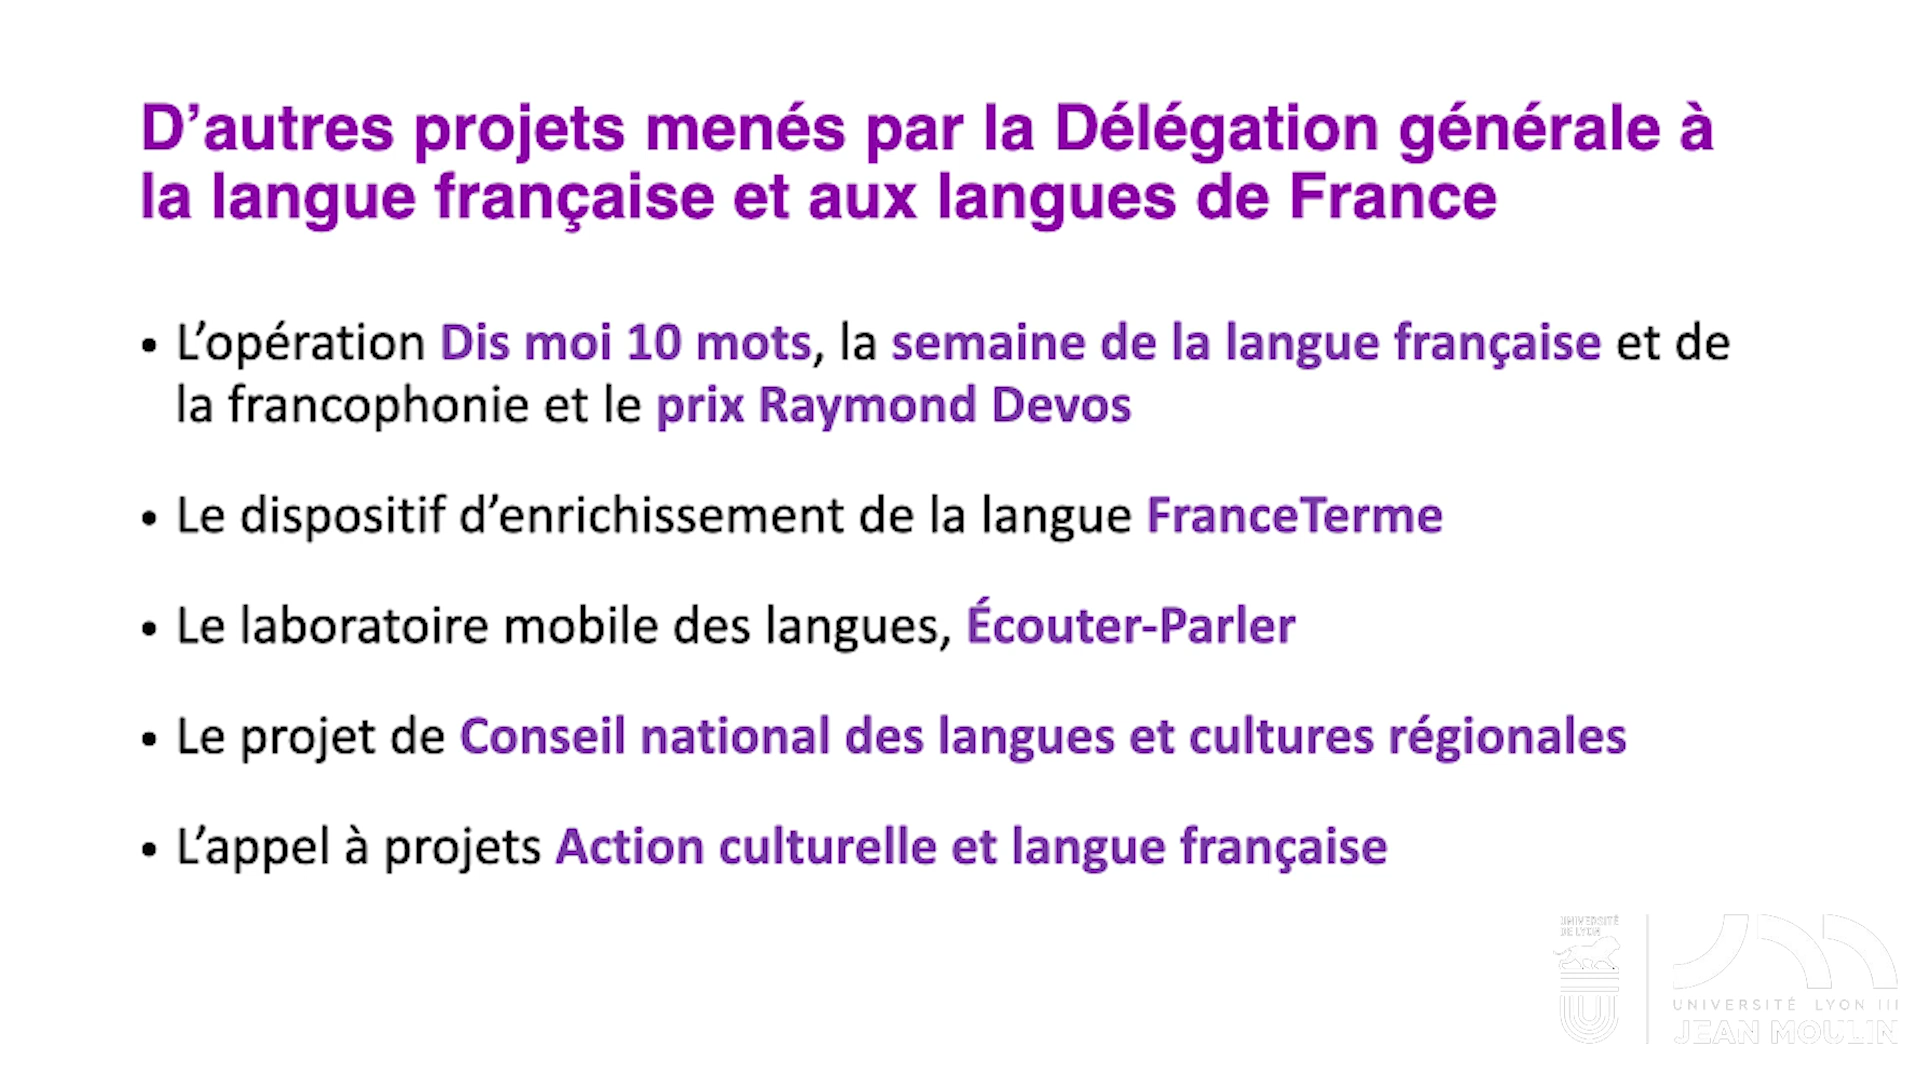 D’autres projets menés par la Délégation générale à
la langue française et aux langues de France
• L’opération Dis moi 10 mots, la semaine de la langue française et de
la francophonie et le prix Raymond Devos
• Le dispositif d’enrichissement de la langue FranceTerme
• Le laboratoire mobile des langues, Écouter-Parler
• Le projet de Conseil national des langues et cultures régionales
• L’appel à projets Action culturelle et langue française
UNIVERSITÉ
DE LYON
UNIVERSITÉ LYON III
JEAN MOULIN